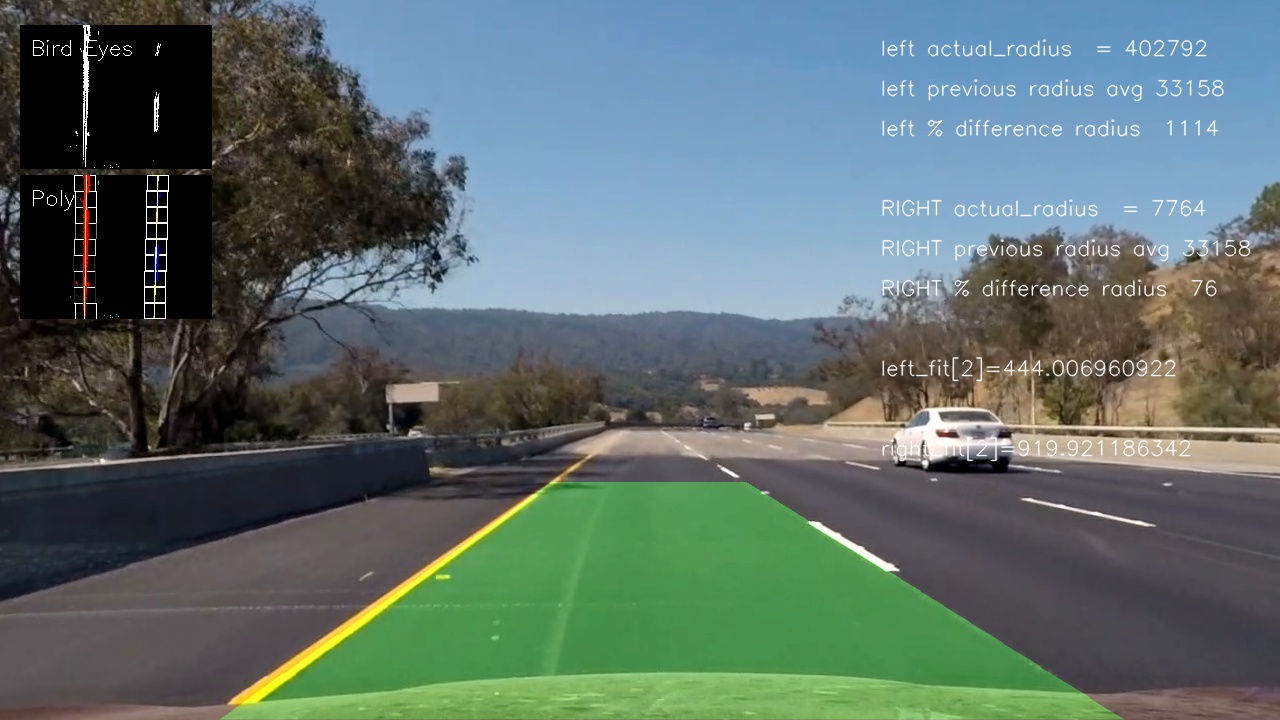 Bird Eyes
Poly
left actual_radius = 402792
left previous radius avg 33158
left % difference radius 1114
RIGHT actual_radius = 7764
RIGHT previous radius avg 33158
RIGHT % difference radius 76
left_fit[2]=444.006960922
right_fit[2]=919.921186342